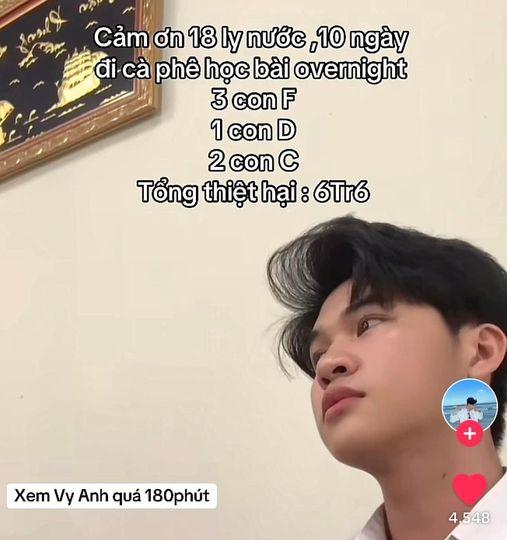 Cảm ơn 18 ly nước ,10 ngày
đi cà phê học bài overnight
3 con F
1 con D
2 con C
Tổng thiệt hại : 6Tr6
4.548
Xem Vy Anh quá 180phút